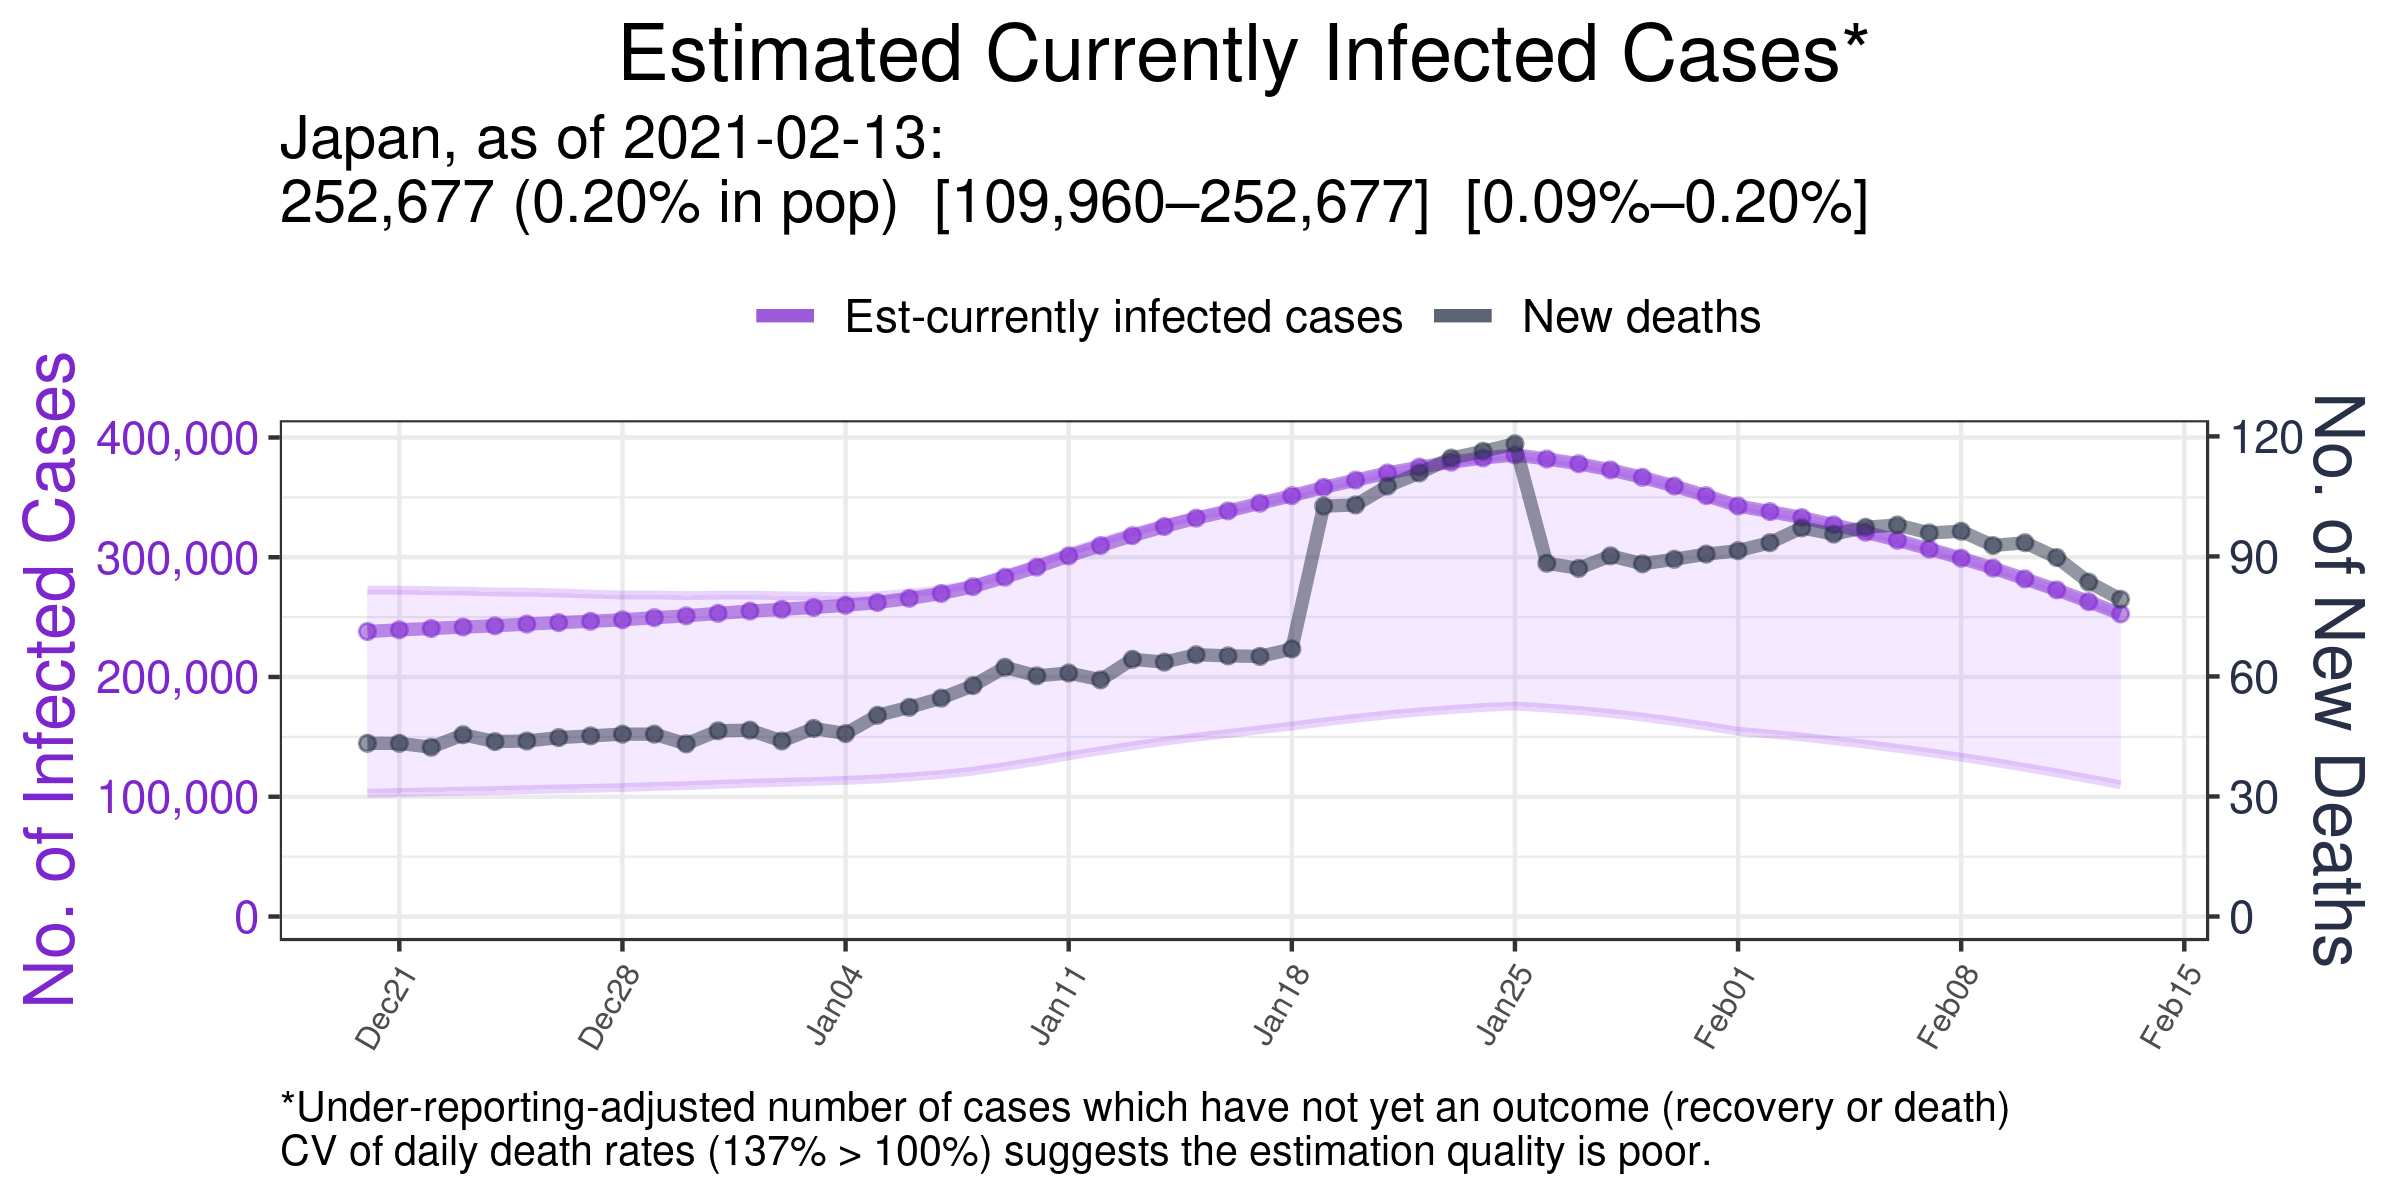 Estimated Currently Infected Cases*
Japan, as of 2021-02-13:
252,677 (0.20% in pop)  [109,960–252,677]  [0.09%–0.20%]
Est-currently infected cases
New deaths
No. of Infected Cases
400,000
300,000
200,000
100,000
0
120
90
60
30
0
No. of New Deaths
Dec21
Dec28
Jan04
Jan11
Jan18
Jan25
Feb01
Feb08
Feb15
*Under-reporting-adjusted number of cases which have not yet an outcome (recovery or death)
CV of daily death rates (137% > 100%) suggests the estimation quality is poor.